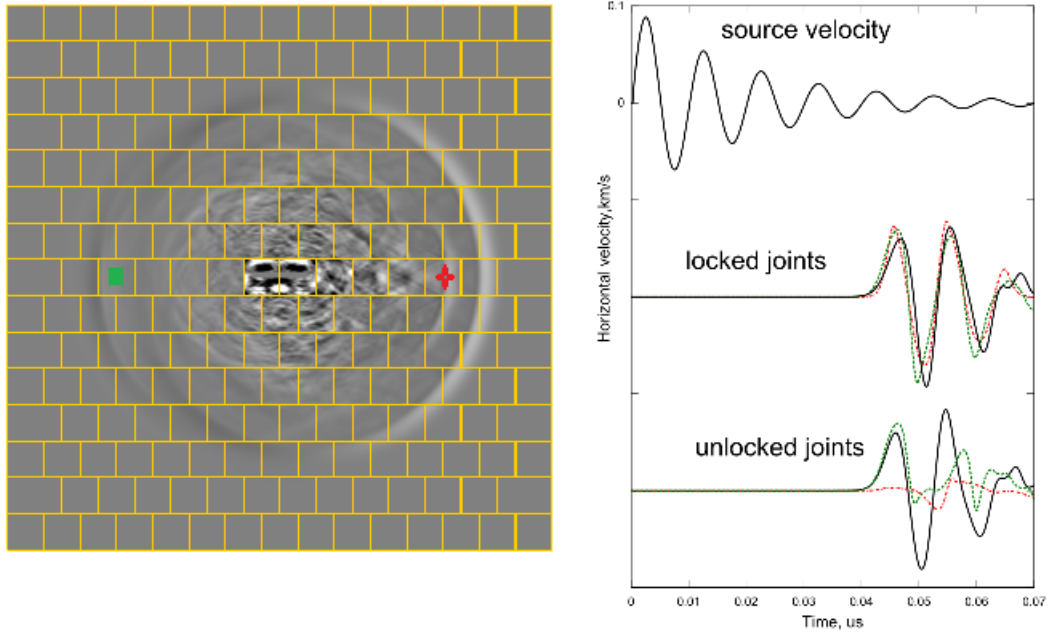 0.1
source velocity
0
Horizontal velocity,km/s
locked joints
unlocked joints
0 0.01 0.02 0.03 0.04 0.05 0.06 0.07
Time, us